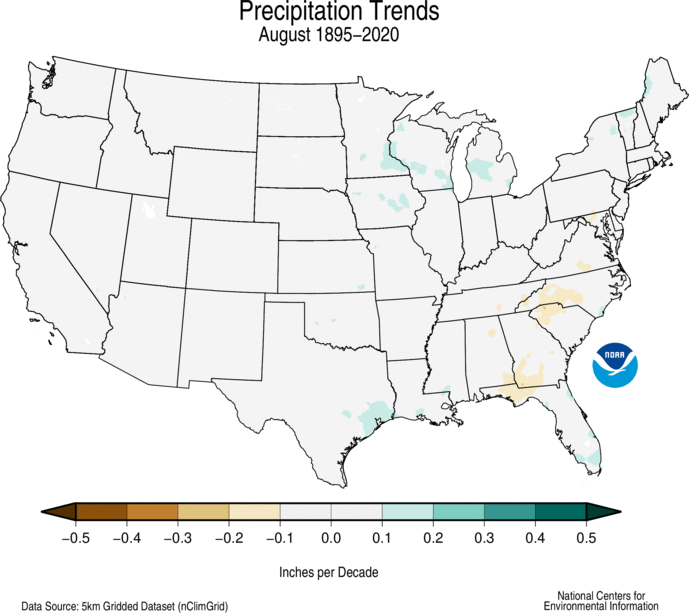 Precipitation Trends
August 1895–2020
NOAA
−0.5 −0.4 −0.3 −0.2 −0.1 0.0 0.1 0.2 0.3 0.4 0.5
Inches per Decade
Data Source: 5km Gridded Dataset (nClimGrid)
National Centers for
Environmental Information